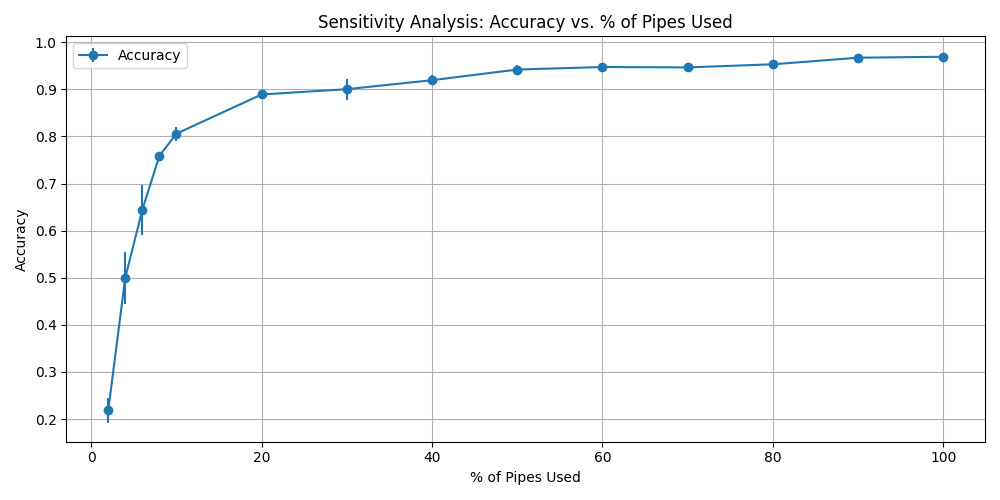 Sensitivity Analysis: Accuracy vs. % of Pipes Used
Accuracy
1.0
0.9
0.8
0.7
0.6
0.5
0.4
0.3
0.2
Accuracy
0 20 40 60 80 100
% of Pipes Used